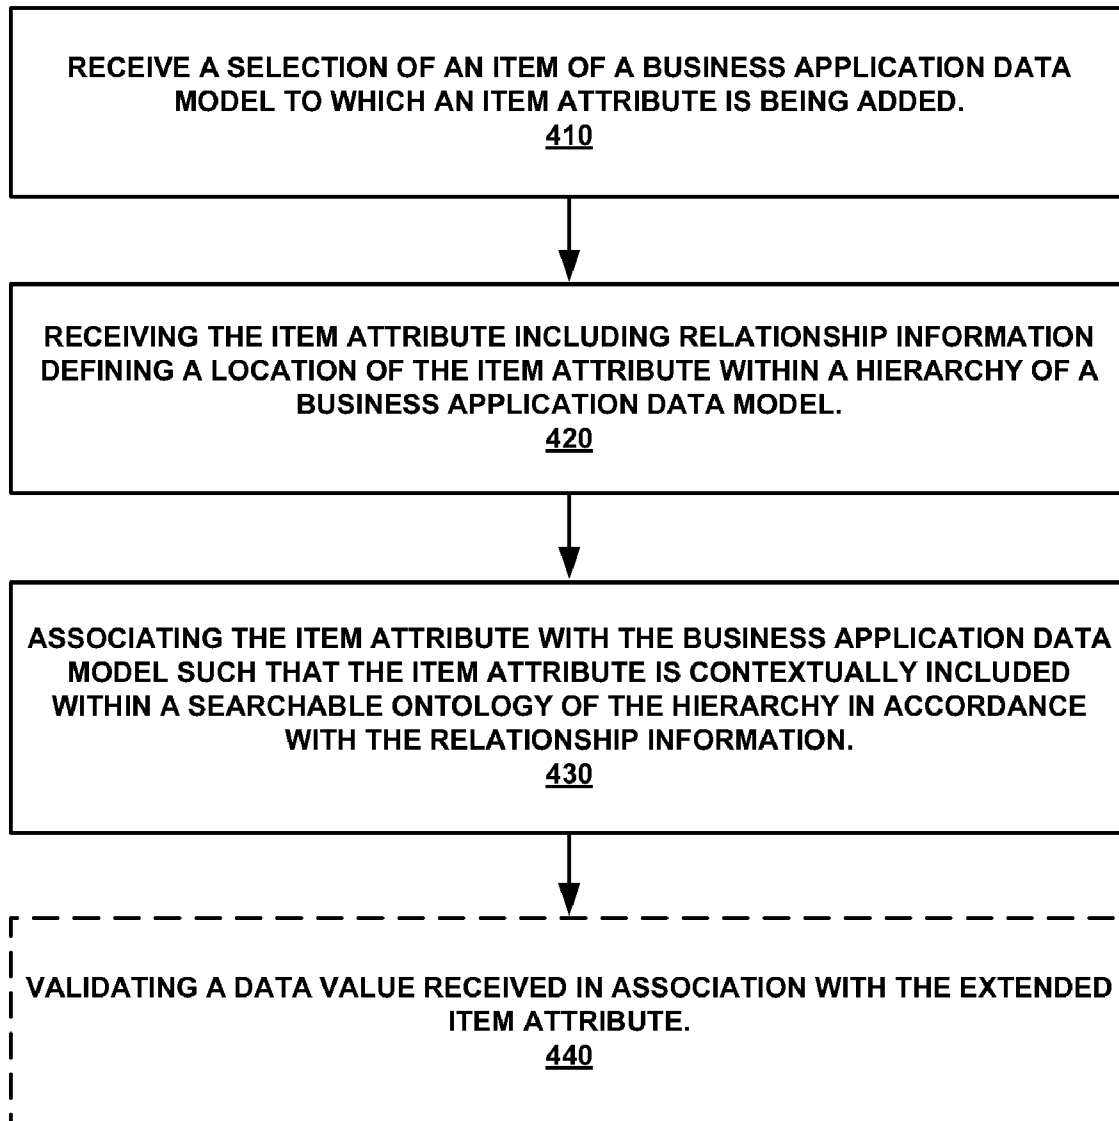 RECEIVE A SELECTION OF AN ITEM OF A BUSINESS APPLICATION DATA
MODEL TO WHICH AN ITEM ATTRIBUTE IS BEING ADDED.
410
RECEIVING THE ITEM ATTRIBUTE INCLUDING RELATIONSHIP INFORMATION
DEFINING A LOCATION OF THE ITEM ATTRIBUTE WITHIN A HIERARCHY OF A
BUSINESS APPLICATION DATA MODEL.
420
ASSOCIATING THE ITEM ATTRIBUTE WITH THE BUSINESS APPLICATION DATA
MODEL SUCH THAT THE ITEM ATTRIBUTE IS CONTEXTUALLY INCLUDED
WITHIN A SEARCHABLE ONTOLOGY OF THE HIERARCHY IN ACCORDANCE
WITH THE RELATIONSHIP INFORMATION.
430
VALIDATING A DATA VALUE RECEIVED IN ASSOCIATION WITH THE EXTENDED
ITEM ATTRIBUTE.
440